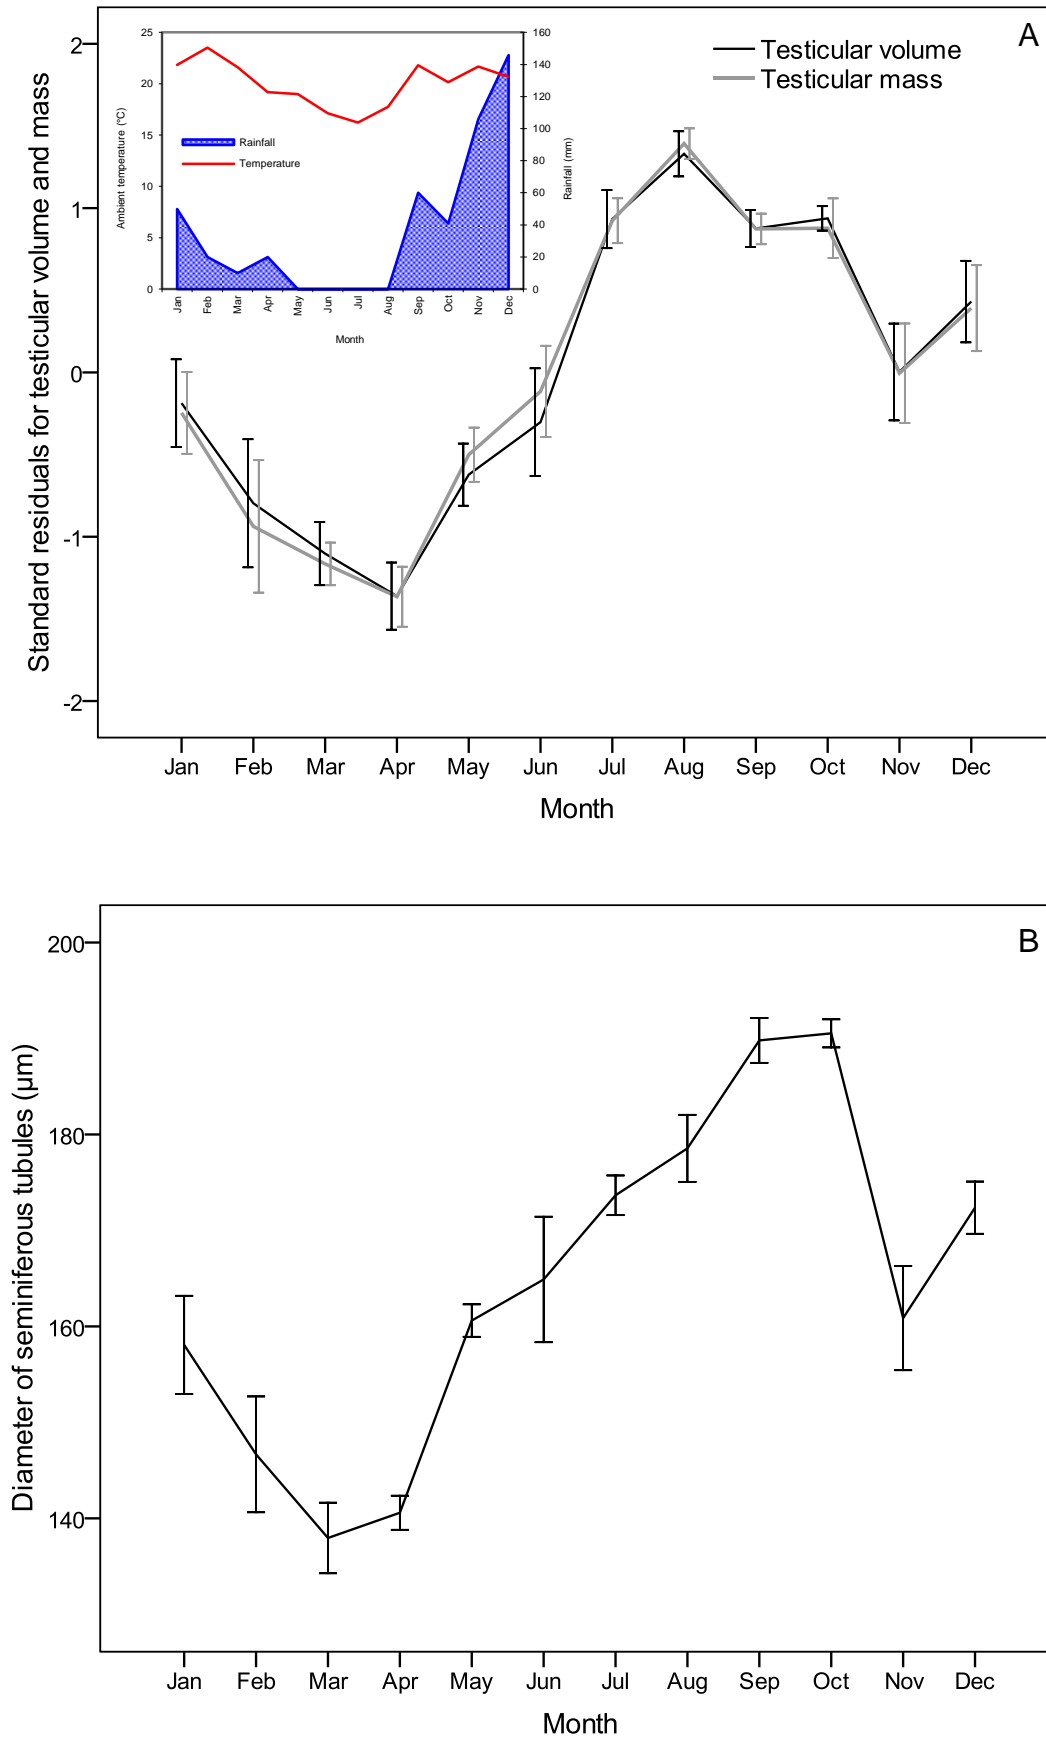 A
Testicular volume
Testicular mass
Standard residuals for testicular volume and mass
2
1
0
-1
-2
Jan Feb Mar Apr May Jun Jul Aug Sep Oct Nov Dec
Month
Ambient temperature (°C)
25
20
15
10
5
0
Rainfall
Temperature
Rainfall (mm)
160
140
120
100
80
60
40
20
0
Jan Feb Mar Apr May Jun Jul Aug Sep Oct Nov Dec
Month
B
Diameter of seminiferous tubules (µm)
200
180
160
140
Jan Feb Mar Apr May Jun Jul Aug Sep Oct Nov Dec
Month